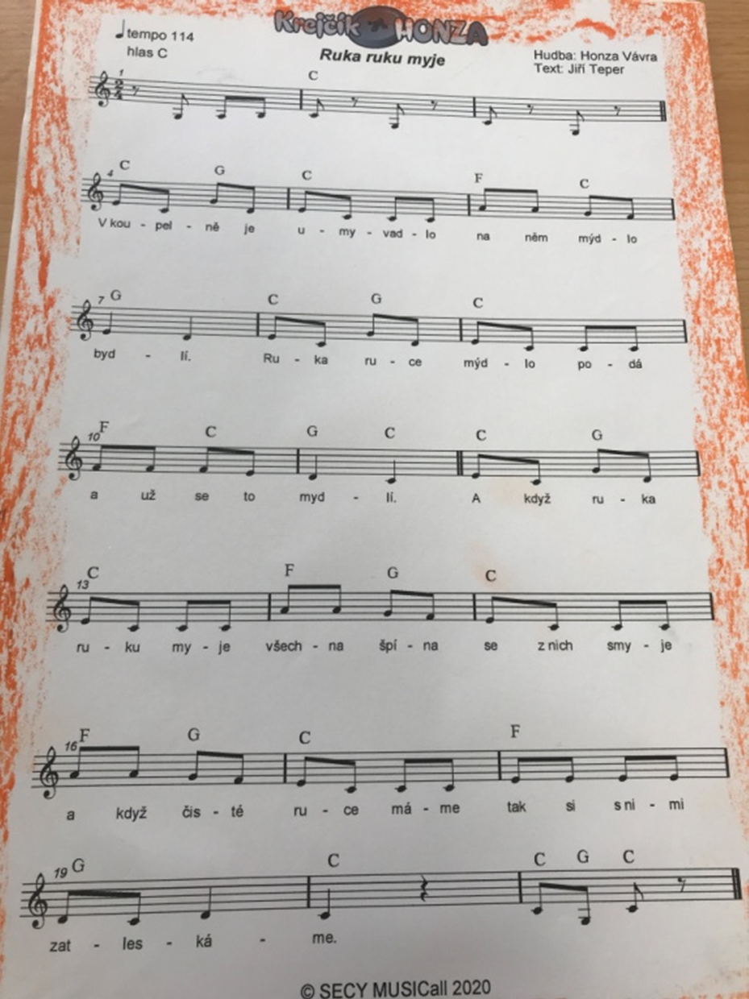 Krejčík HONZA
tempo 114
hlas C
Ruka ruku myje
Hudba: Honza Vávra
Text: Jiří Teper
1
2
4
C
4
C G C F C
V kou - pel - ně je u - my - vad - lo na něm mýd - lo
7
G C G C
byd - lí. Ru - ka ru - ce mýd - lo po - dá
10
F C G C C G
a už se to myd - lí. A když ru - ka
13
C F G C
ru - ku my - je všech - na špí - na se z nich smy - je
16
F G C F
a když čis - té ru - ce má - me tak si s ni - mi
19
G C C G C
zat - les - ká - me.
© SECY MUSICall 2020